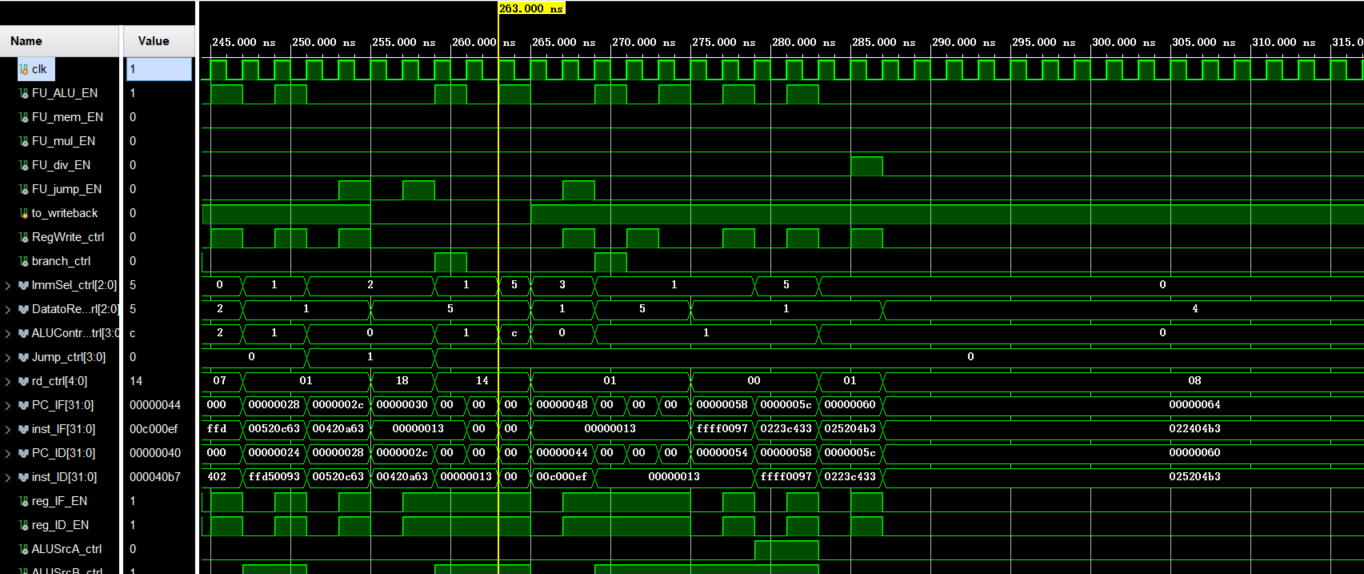 263.000 ns
Name Value
245.000 ns 250.000 ns 255.000 ns 260.000 ns 265.000 ns 270.000 ns 275.000 ns 280.000 ns 285.000 ns 290.000 ns 295.000 ns 300.000 ns 305.000 ns 310.000 ns 315.0
clk 1
FU_ALU_EN 1
FU_mem_EN 0
FU_mul_EN 0
FU_div_EN 0
FU_jump_EN 0
to_writeback 0
RegWrite_ctrl 0
branch_ctrl 0
ImmSel_ctrl[2:0] 5 0 1 2 1 5 3 1 5 0
DatatoRe...rl[2:0] 5 2 1 5 1 5 1 4
ALUContr...trl[3:0 c 2 1 0 1 c 0 1 0
Jump_ctrl[3:0] 0 0 1 0
rd_ctrl[4:0] 14 07 01 18 14 01 00 01 08
PC_IF[31:0] 00000044 000 00000028 0000002c 00000030 00 00 00 00000048 00 00 00 00000058 0000005c 00000060 00000064
inst_IF[31:0] 00c000ef ffd 00520c63 00420a63 00000013 00 00 00000013 ffff0097 0223c433 025204b3 022404b3
PC_ID[31:0] 00000040 000 00000024 00000028 0000002c 00 00 00 00000044 00 00 00 00000054 00000058 0000005c 00000060
inst_ID[31:0] 000040b7 402 ffd50093 00520c63 00420a63 00000013 00 00c000ef 00000013 ffff0097 0223c433 025204b3
reg_IF_EN 1
reg_ID_EN 1
ALUSrcA_ctrl 0
ALUSrcB_ctrl 1